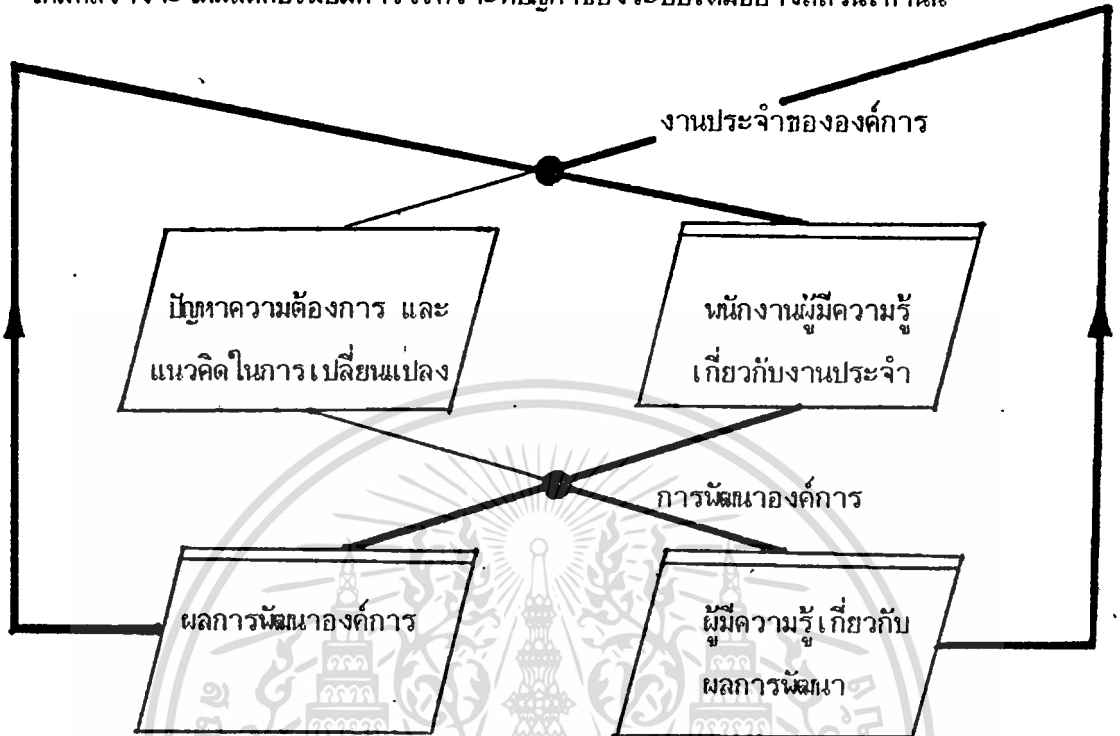 งานประจำขององค์การ
ปัญหาความต้องการ และ
แนวคิดในการเปลี่ยนแปลง
พนักงานผู้มีความรู้
เกี่ยวกับงานประจำ
การพัฒนาองค์การ
ผลการพัฒนาองค์การ
ผู้มีความรู้เกี่ยวกับ
ผลการพัฒนา